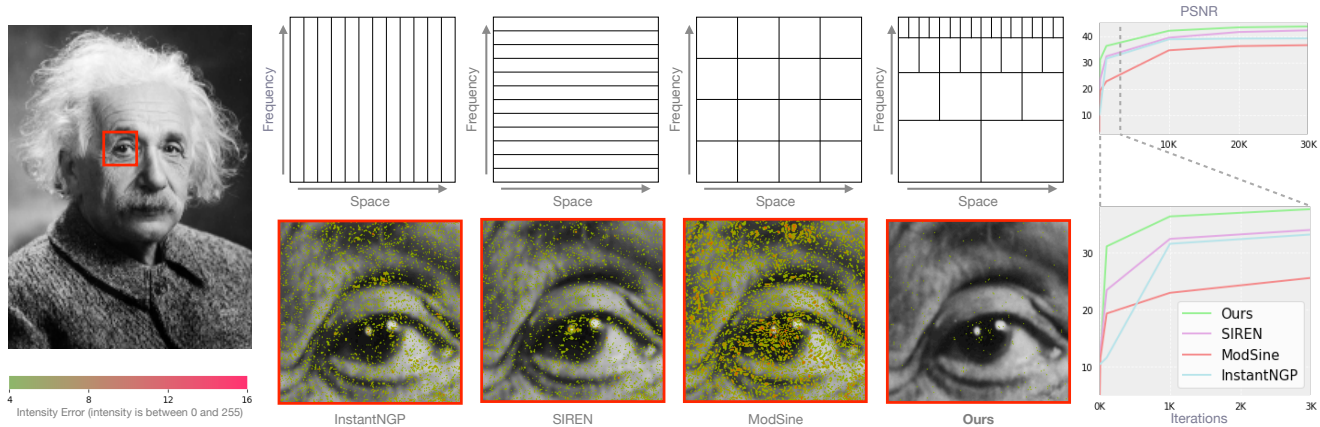 4 8 12 16
Intensity Error (intensity is between 0 and 255)
Frequency
Space
InstantNGP
Frequency
Space
SIREN
Frequency
Space
ModSine
Frequency
Space
Ours
PSNR
40
30
20
10
10K 20K 30K
30
20
10
Ours
SIREN
ModSine
InstantNGP
0K 1K 2K 3K
Iterations